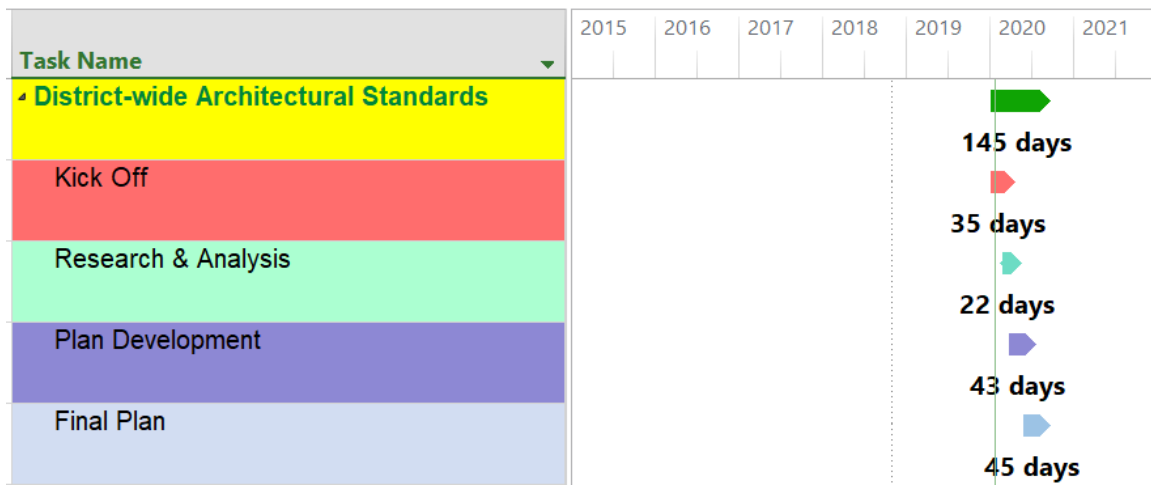 2015 2016 2017 2018 2019 2020 2021
Task Name
District-wide Architectural Standards
145 days
Kick Off
35 days
Research & Analysis
22 days
Plan Development
43 days
Final Plan
45 days